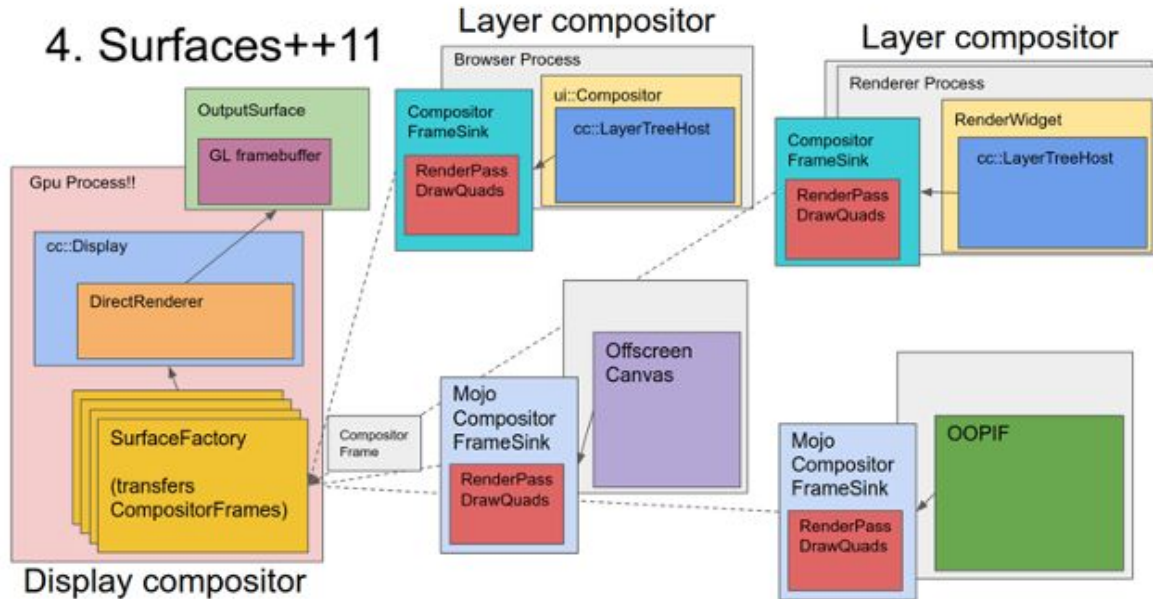 4. Surfaces++11
Layer compositor
Layer compositor
OutputSurface
GL framebuffer
Gpu Process!!
cc::Display
DirectRenderer
SurfaceFactory
(transfers
CompositorFrames)
Display compositor
Browser Process
ui::Compositor
cc::LayerTreeHost
Compositor
FrameSink
RenderPass
DrawQuads
Renderer Process
RenderWidget
cc::LayerTreeHost
Compositor
FrameSink
RenderPass
DrawQuads
Compositor
Frame
Offscreen
Canvas
Mojo
Compositor
FrameSink
RenderPass
DrawQuads
OOPIF
Mojo
Compositor
FrameSink
RenderPass
DrawQuads